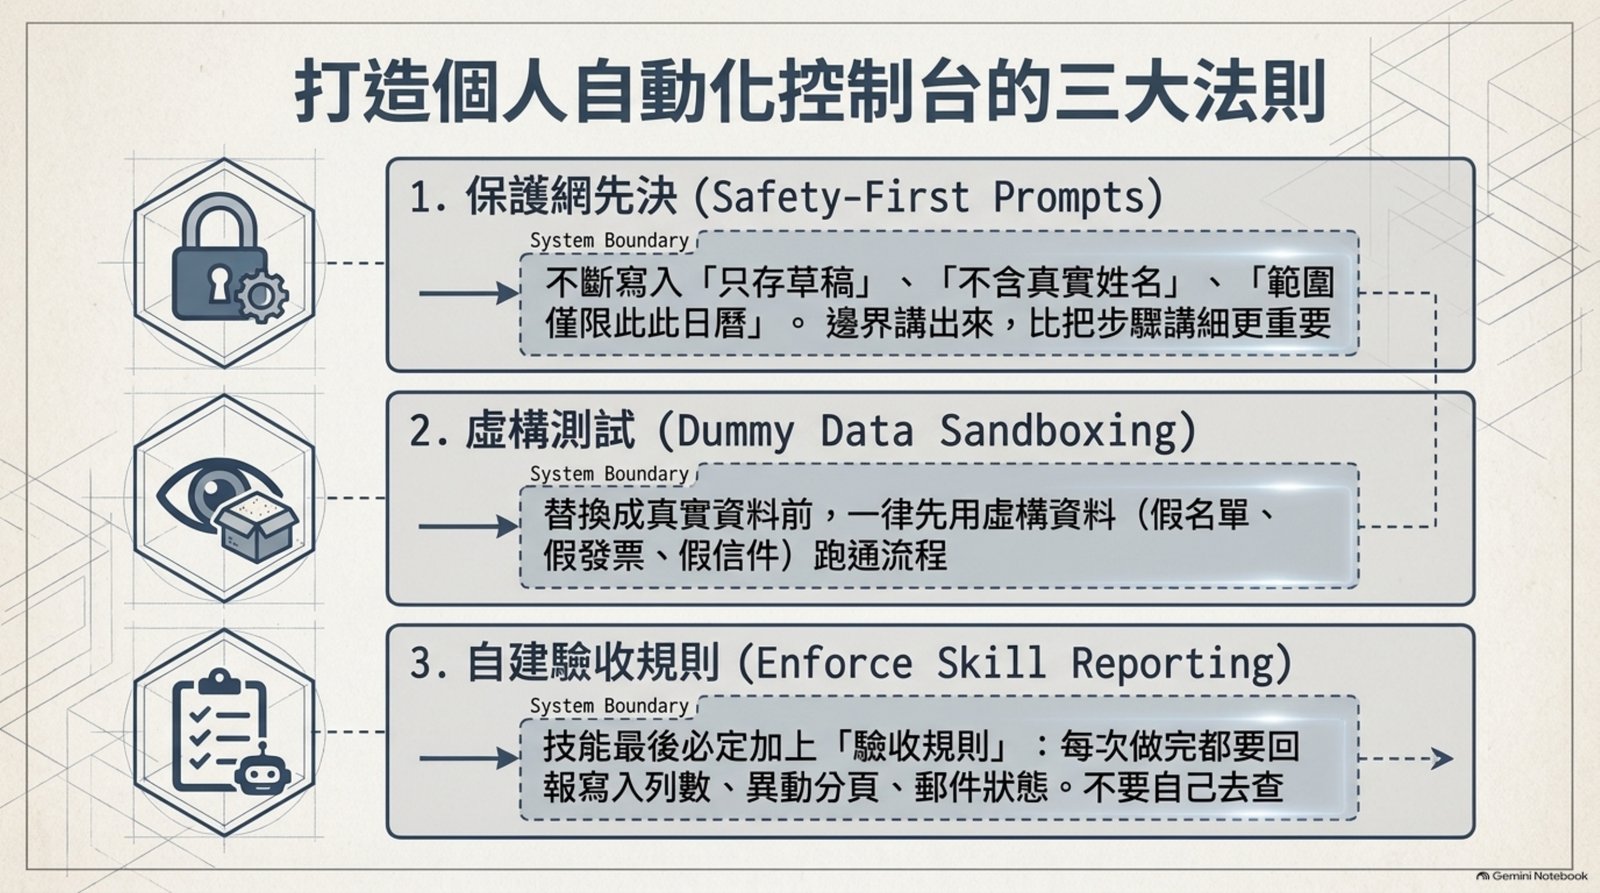 打造個人自動化控制台的三大法則
1. 保護網先決 (Safety-First Prompts)
System Boundary
不斷寫入「只存草稿」、「不含真實姓名」、「範圍
僅限此此日曆」。 邊界講出來，比把步驟講細更重要
2. 虛構測試 (Dummy Data Sandboxing)
System Boundary
替換成真實資料前，一律先用虛構資料（假名單、
假發票、假信件）跑通流程
3. 自建驗收規則 (Enforce Skill Reporting)
System Boundary
技能最後必定加上「驗收規則」：每次做完都要回
報寫入列數、異動分頁、郵件狀態。不要自己去查
Gemini Notebook